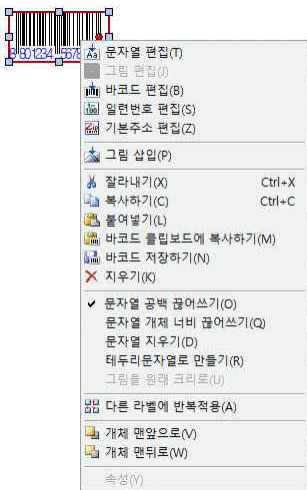 8 801234 5678
문자열 편집(T)
그림 편집(J)
바코드 편집(B)
일련번호 편집(S)
기본주소 편집(Z)
그림 삽입(P)
잘라내기(X) Ctrl+X
복사하기(C) Ctrl+C
붙여넣기(L)
바코드 클립보드에 복사하기(M)
바코드 저장하기(N)
지우기(K)
문자열 공백 끊어쓰기(O)
문자열 개체 너비 끊어쓰기(Q)
문자열 지우기(D)
테두리문자열로 만들기(R)
그림을 원래 크리로(U)
다른 라벨에 반복적용(A)
개체 맨앞으로(V)
개체 맨뒤로(W)
속성(Y)